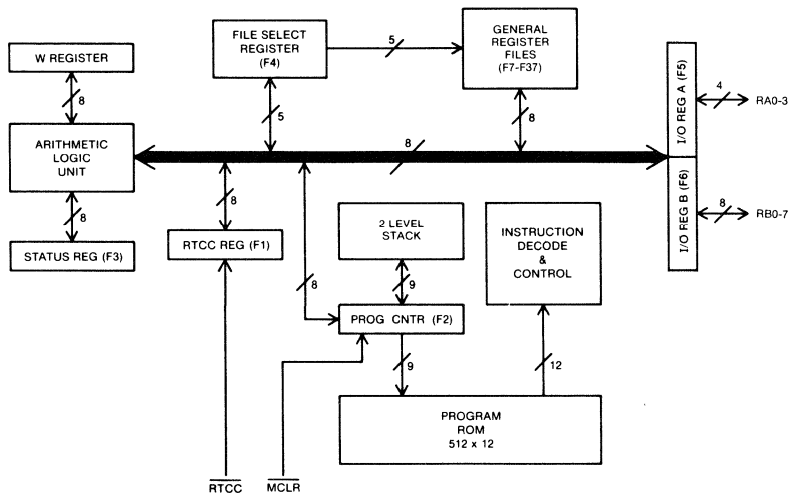 W REGISTER
8
ARITHMETIC
LOGIC
UNIT
8
STATUS REG (F3)
FILE SELECT
REGISTER
(F4)
5
5
GENERAL
REGISTER
FILES
(F7-F37)
8
8
I/O REG A (F5)
4
RA0-3
I/O REG B (F6)
8
RB0-7
8
RTCC REG (F1)
8
2 LEVEL
STACK
9
PROG CNTR (F2)
9
INSTRUCTION
DECODE
&
CONTROL
12
PROGRAM
ROM
512 x 12
RTCC
MCLR